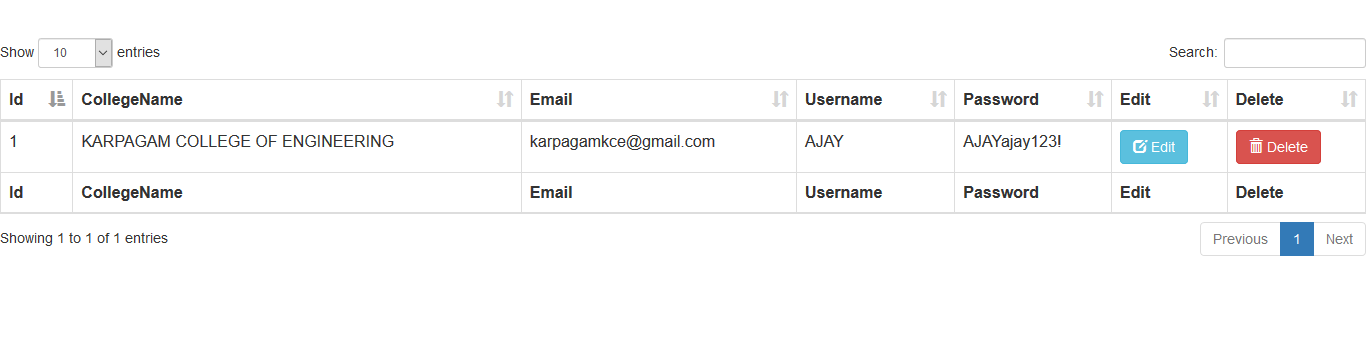 Show 10 entries Search:
Id CollegeName Email Username Password Edit Delete
1 KARPAGAM COLLEGE OF ENGINEERING karpagamkce@gmail.com AJAY AJAYajay123! Edit Delete
Id CollegeName Email Username Password Edit Delete
Showing 1 to 1 of 1 entries Previous 1 Next